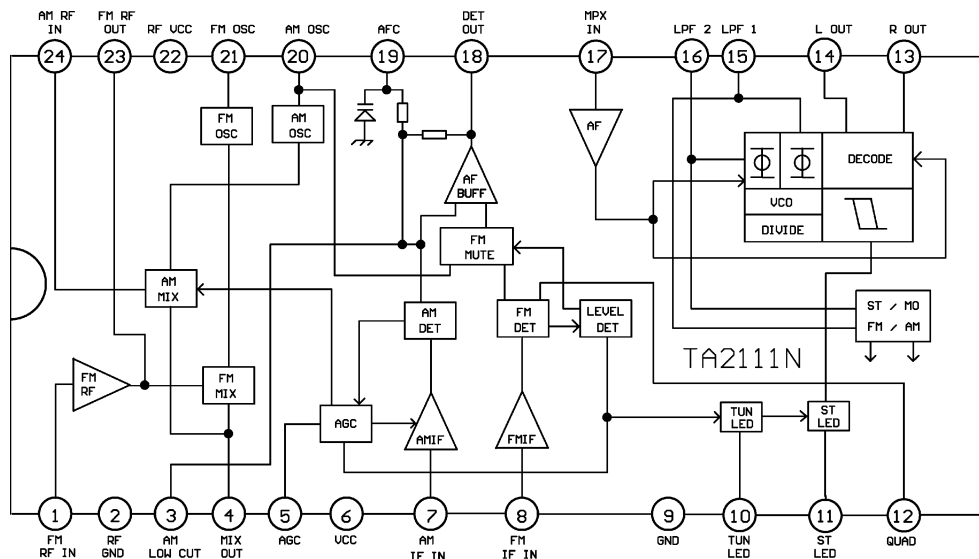 AM RF IN
FM RF OUT
RF VCC
FM OSC
AM OSC
AFC
DET OUT
MPX IN
LPF 2
LPF 1
L OUT
R OUT
24
23
22
21
20
19
18
17
16
15
14
13
FM OSC
AM OSC
AF
AF BUFF
DECODE
VCO
DIVIDE
FM MUTE
AM MIX
AM DET
FM DET
LEVEL DET
ST / MO
FM / AM
TA2111N
FM RF
FM MIX
AGC
AMIF
FMIF
TUN LED
ST LED
1
2
3
4
5
6
7
8
9
10
11
12
FM RF IN
RF GND
AM LOW CUT
MIX OUT
AGC
VCC
AM IF IN
FM IF IN
GND
TUN LED
ST LED
QUAD